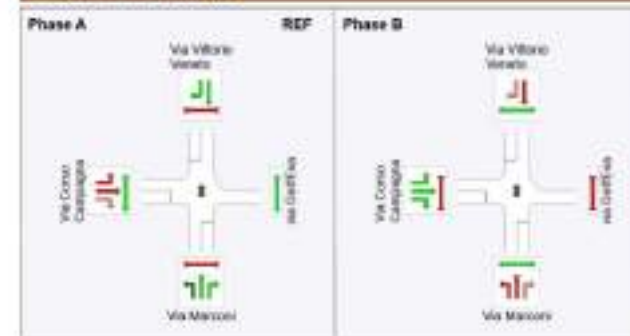 Phase A
REF
Via Vittorio
Veneto
Via Corso
Campagna
Via Marconi
Phase B
Via Vittorio
Veneto
Via Corso
Campagna
Via Marconi